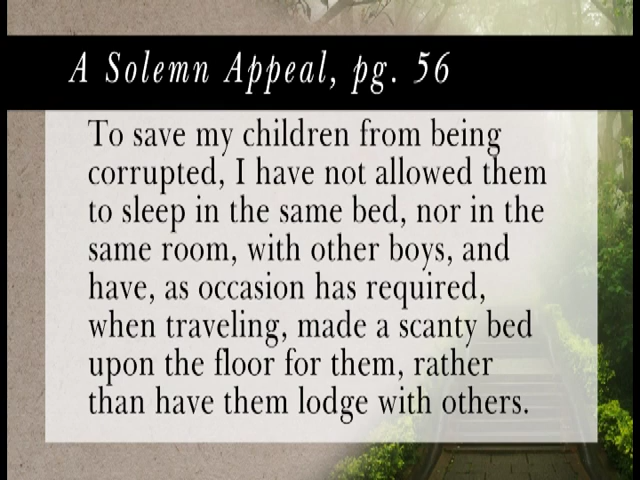 A Solemn Appeal, pg. 56
To save my children from being
corrupted, I have not allowed them
to sleep in the same bed, nor in the
same room, with other boys, and
have, as occasion has required,
when traveling, made a scanty bed
upon the floor for them, rather
than have them lodge with others.